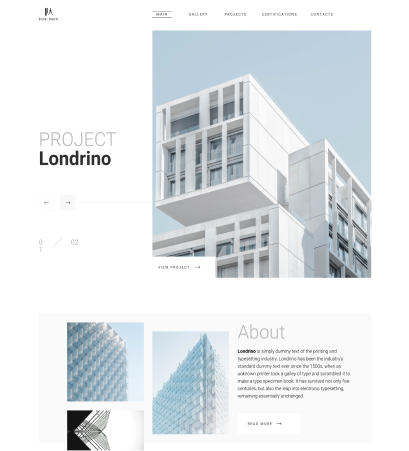 MAIN GALLERY PROJECTS CERTIFICATIONS CONTACTS
PROJECT
Londrino
← →
0
1
02
VIEW PROJECT →
About
Londrino is simply dummy text of the printing and
typesetting industry. Londrino has been the industry's
standard dummy text ever since the 1500s, when an
unknown printer took a galley of type and scrambled it to
make a type specimen book. It has survived not only five
centuries, but also the leap into electronic typesetting,
remaining essentially unchanged.
READ MORE →